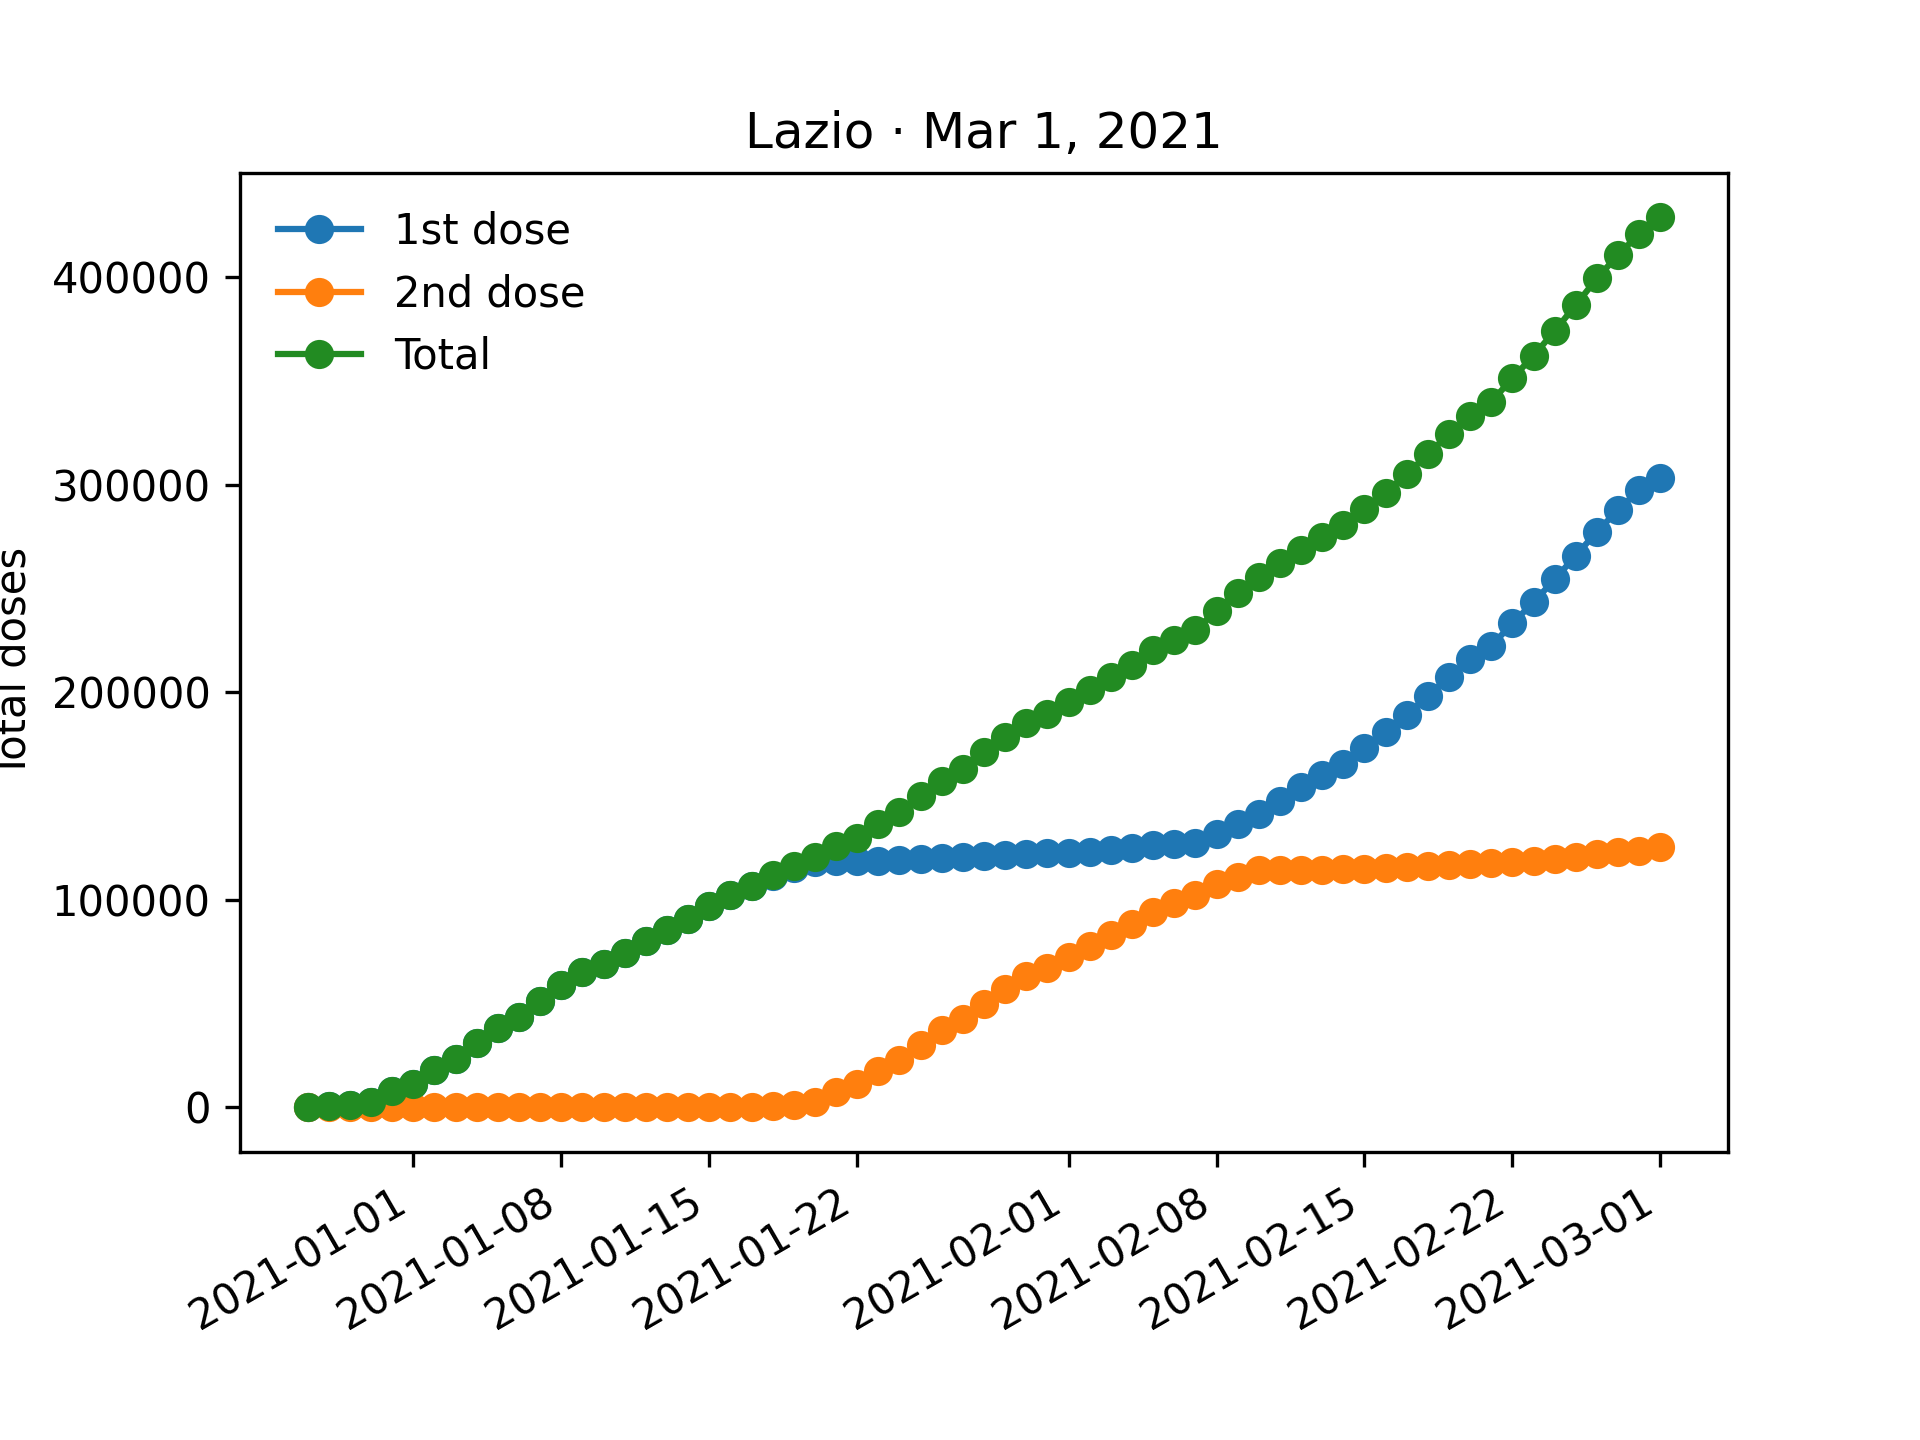 Lazio · Mar 1, 2021
1st dose
2nd dose
Total
Total doses
400000
300000
200000
100000
0
2021-01-01
2021-01-08
2021-01-15
2021-01-22
2021-02-01
2021-02-08
2021-02-15
2021-02-22
2021-03-01